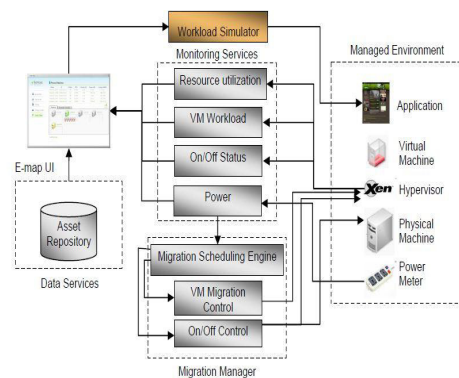 Workload Simulator
Monitoring Services
Managed Environment
Resource utilization
VM Workload
On/Off Status
Power
E-map UI
Asset
Repository
Data Services
Application
Virtual
Machine
Xen
Hypervisor
Physical
Machine
Power
Meter
Migration Scheduling Engine
VM Migration
Control
On/Off Control
Migration Manager